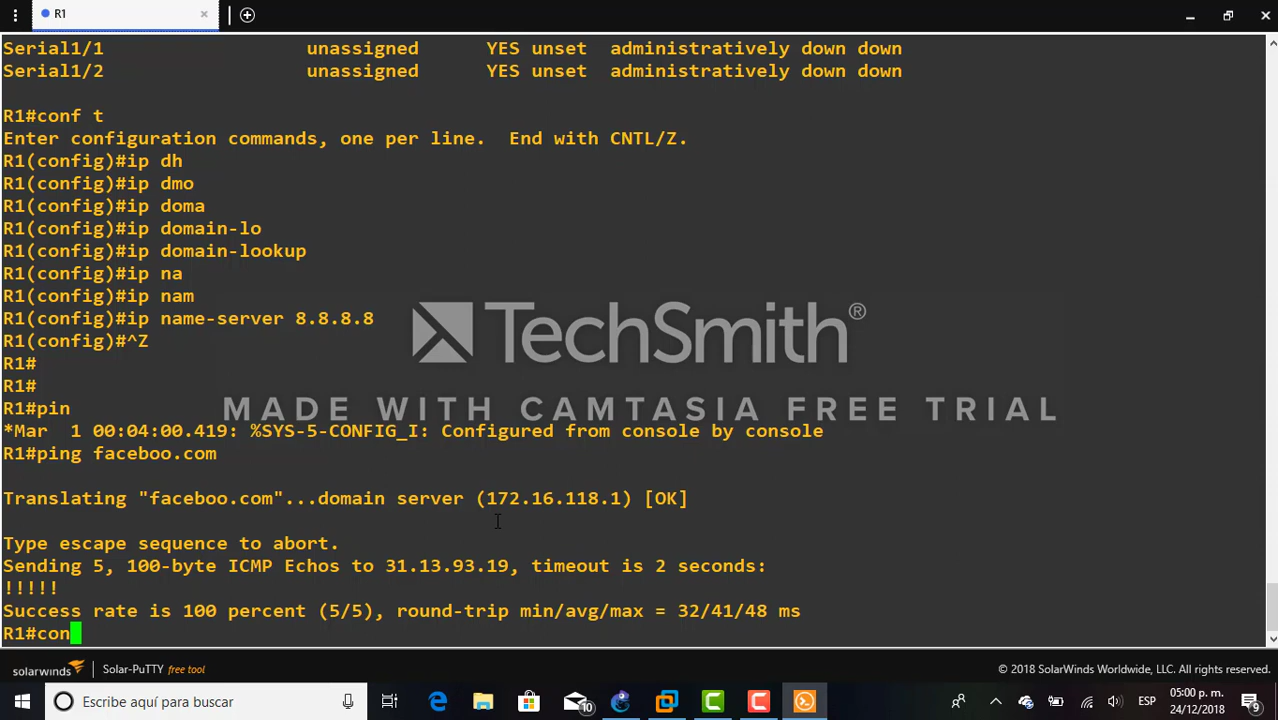 R1
Serial1/1 unassigned YES unset administratively down down
Serial1/2 unassigned YES unset administratively down down
R1#conf t
Enter configuration commands, one per line. End with CNTL/Z.
R1(config)#ip dh
R1(config)#ip dmo
R1(config)#ip doma
R1(config)#ip domain-lo
R1(config)#ip domain-lookup
R1(config)#ip na
R1(config)#ip nam
R1(config)#ip name-server 8.8.8.8
R1(config)#^Z
R1#
R1#
R1#pin
*Mar 1 00:04:00.419: %SYS-5-CONFIG_I: Configured from console by console
R1#ping faceboo.com
Translating "faceboo.com"...domain server (172.16.118.1) [OK]
Type escape sequence to abort.
Sending 5, 100-byte ICMP Echos to 31.13.93.19, timeout is 2 seconds:
!!!!!
Success rate is 100 percent (5/5), round-trip min/avg/max = 32/41/48 ms
R1#con
TechSmith®
MADE WITH CAMTASIA FREE TRIAL
solarwinds Solar-PuTTY free tool
© 2018 SolarWinds Worldwide, LLC. All rights reserved.
Escribe aquí para buscar
10
ESP
05:00 p. m.
24/12/2018
9